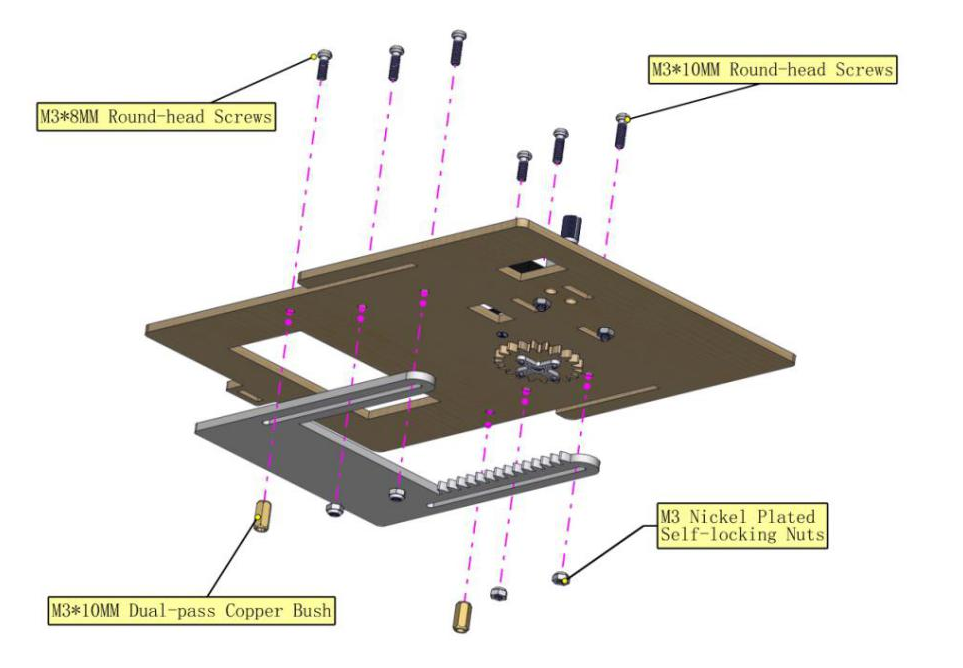 M3*10MM Round-head Screws
M3*8MM Round-head Screws
M3 Nickel Plated
Self-locking Nuts
M3*10MM Dual-pass Copper Bush